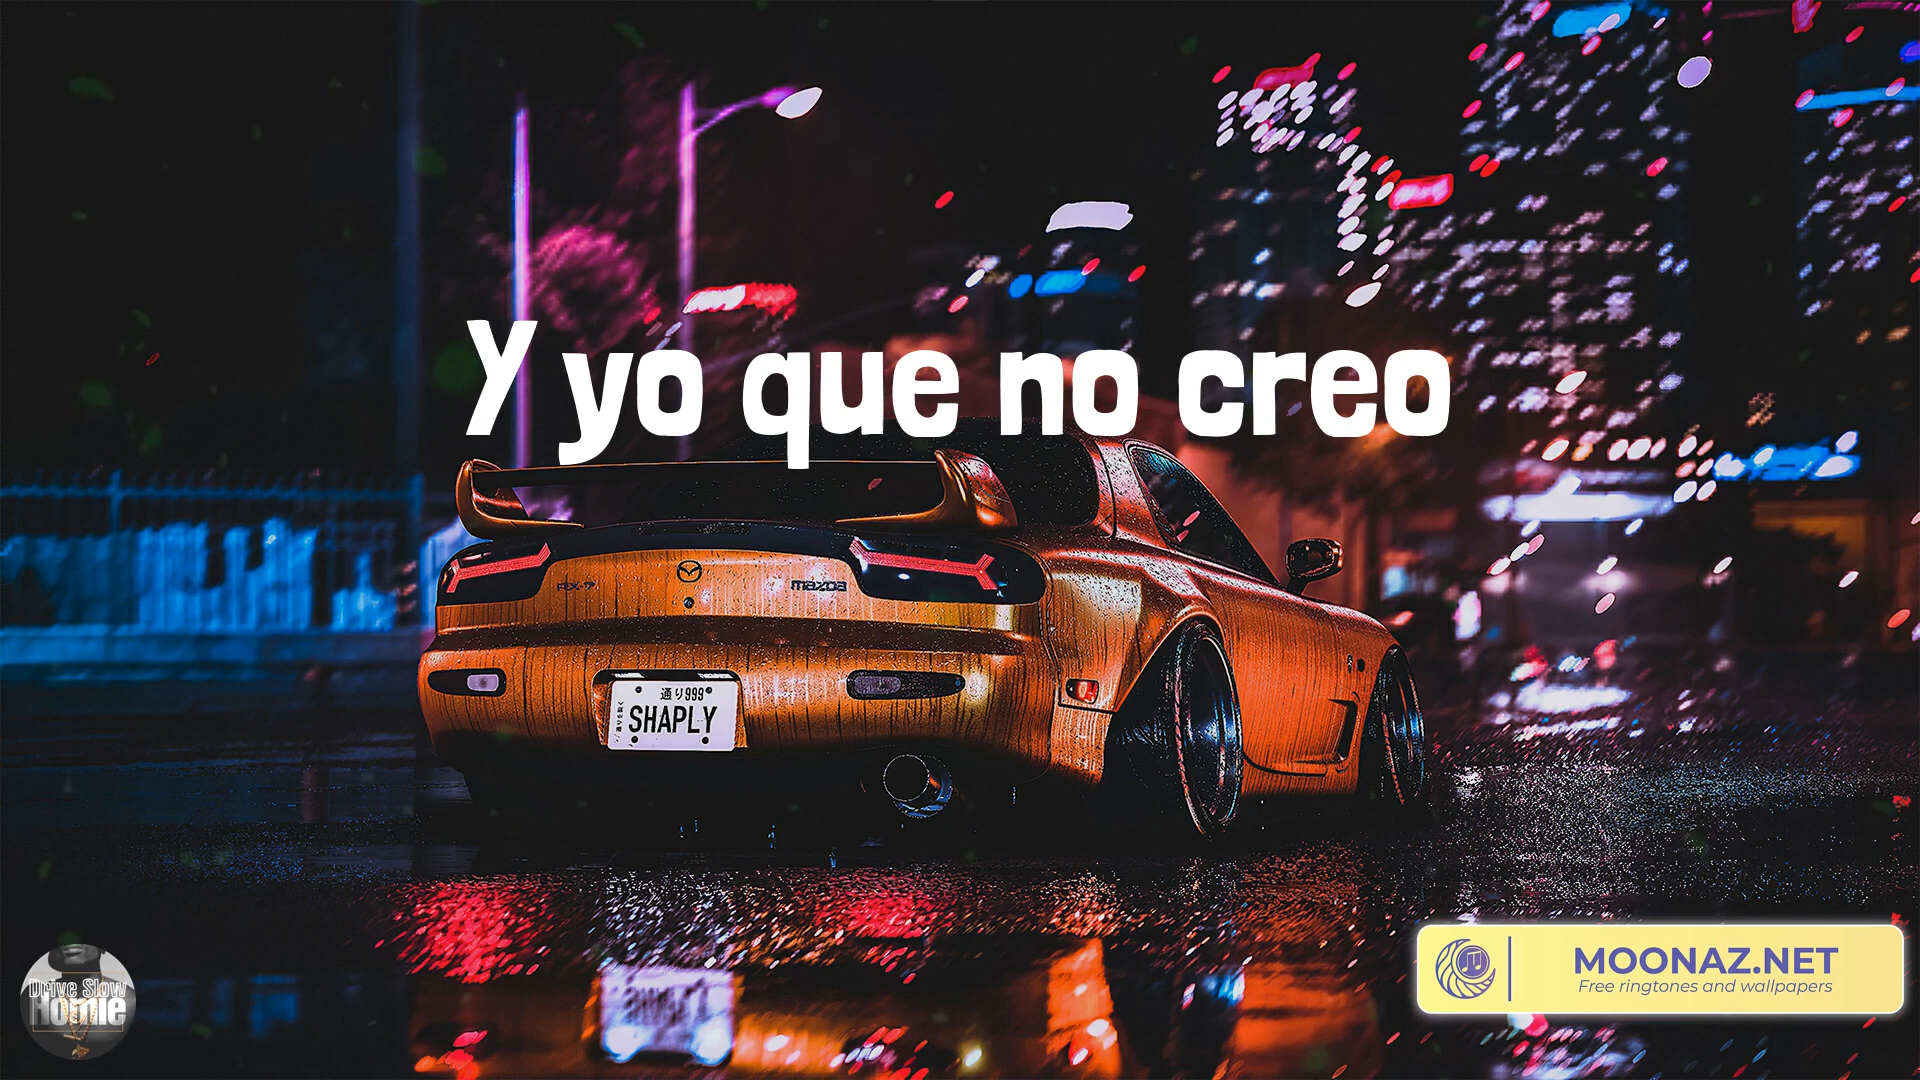 Y yo que no creo
RX-7
mazda
通り999
SHAPLY
Drive Slow
Homie
MOONAZ.NET
Free ringtones and wallpapers